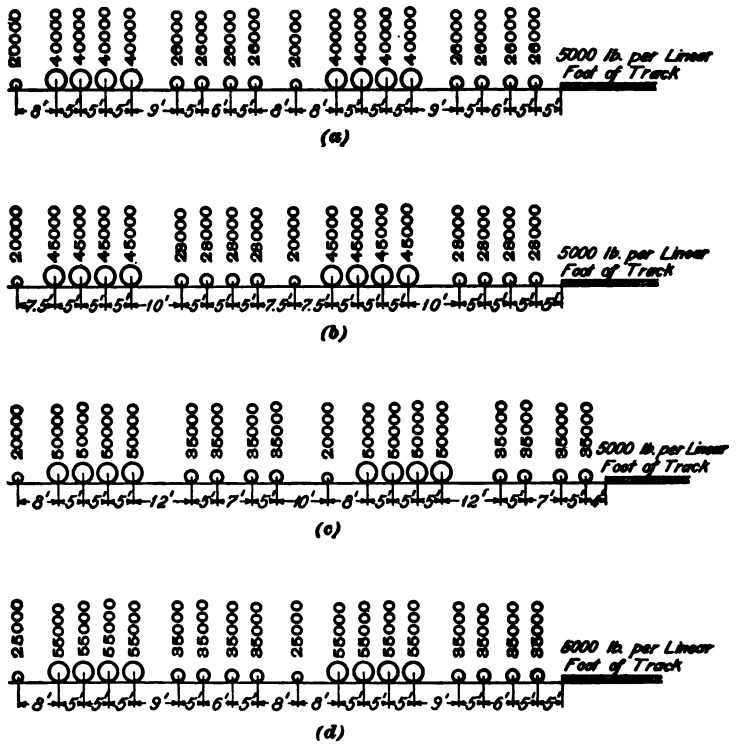 20000 40000 40000 40000 40000 26000 26000 26000 26000 20000 40000 40000 40000 40000 26000 26000 26000 26000
5000 lb. per Linear
Foot of Track
8' 5' 5' 5' 9' 5' 6' 5' 8' 8' 5' 5' 5' 9' 5' 6' 5' 5'
(a)
20000 45000 45000 45000 45000 28000 28000 28000 28000 20000 45000 45000 45000 45000 28000 28000 28000 28000
5000 lb. per Linear
Foot of Track
7.5' 5' 5' 5' 10' 5' 5' 5' 7.5' 7.5' 5' 5' 5' 10' 5' 5' 5' 5'
(b)
20000 50000 50000 50000 50000 35000 35000 35000 35000 20000 50000 50000 50000 50000 35000 35000 35000 35000
5000 lb. per Linear
Foot of Track
8' 5' 5' 5' 12' 5' 7' 5' 10' 8' 5' 5' 5' 12' 5' 7' 5' 4'
(c)
25000 55000 55000 55000 55000 35000 35000 35000 35000 25000 55000 55000 55000 55000 35000 35000 35000 35000
5000 lb. per Linear
Foot of Track
8' 5' 5' 5' 9' 5' 6' 5' 8' 8' 5' 5' 5' 9' 5' 6' 5' 5'
(d)